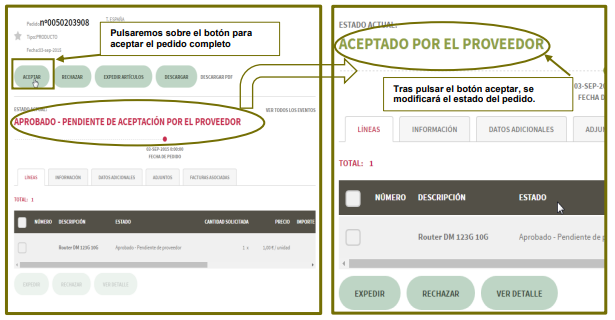 Pedido nº0050203908
T. ESPAÑA
Tipo:PRODUCTO
Fecha:03-sep-2015
Pulsaremos sobre el botón para
aceptar el pedido completo
ACEPTAR RECHAZAR EXPEDIR ARTÍCULOS DESCARGAR DESCARGAR PDF
ESTADO ACTUAL:
VER TODOS LOS EVENTOS
APROBADO - PENDIENTE DE ACEPTACIÓN POR EL PROVEEDOR
03-SEP-2015 0:00:00
FECHA DE PEDIDO
LÍNEAS INFORMACIÓN DATOS ADICIONALES ADJUNTOS FACTURAS ASOCIADAS
TOTAL: 1
NÚMERO DESCRIPCIÓN ESTADO CANTIDAD SOLICITADA PRECIO IMPORTE
Router DM 123G 10G Aprobado - Pendiente de proveedor 1 x 1,00 € / unidad
EXPEDIR RECHAZAR VER DETALLE
ESTADO ACTUAL:
ACEPTADO POR EL PROVEEDOR
Tras pulsar el botón aceptar, se
modificará el estado del pedido.
03-SEP-20
FECHA D
LÍNEAS INFORMACIÓN DATOS ADICIONALES ADJU
TOTAL: 1
NÚMERO DESCRIPCIÓN ESTADO
Router DM 123G 10G Aprobado - Pendiente de p
EXPEDIR RECHAZAR VER DETALLE